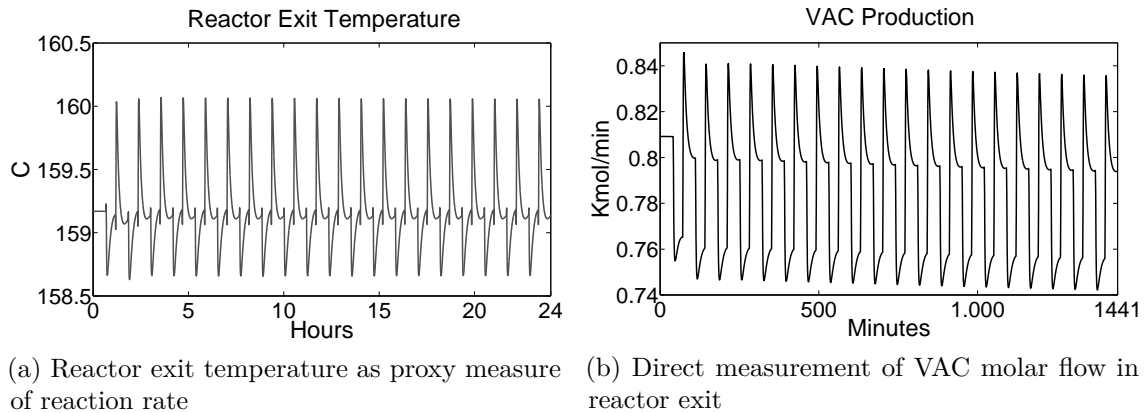 Reactor Exit Temperature
160.5
160
159.5
159
158.5
C
0
5
10
15
20
24
Hours
(a) Reactor exit temperature as proxy measure
of reaction rate
VAC Production
0.84
0.82
0.8
0.78
0.76
0.74
Kmol/min
0
500
1.000
1441
Minutes
(b) Direct measurement of VAC molar flow in
reactor exit